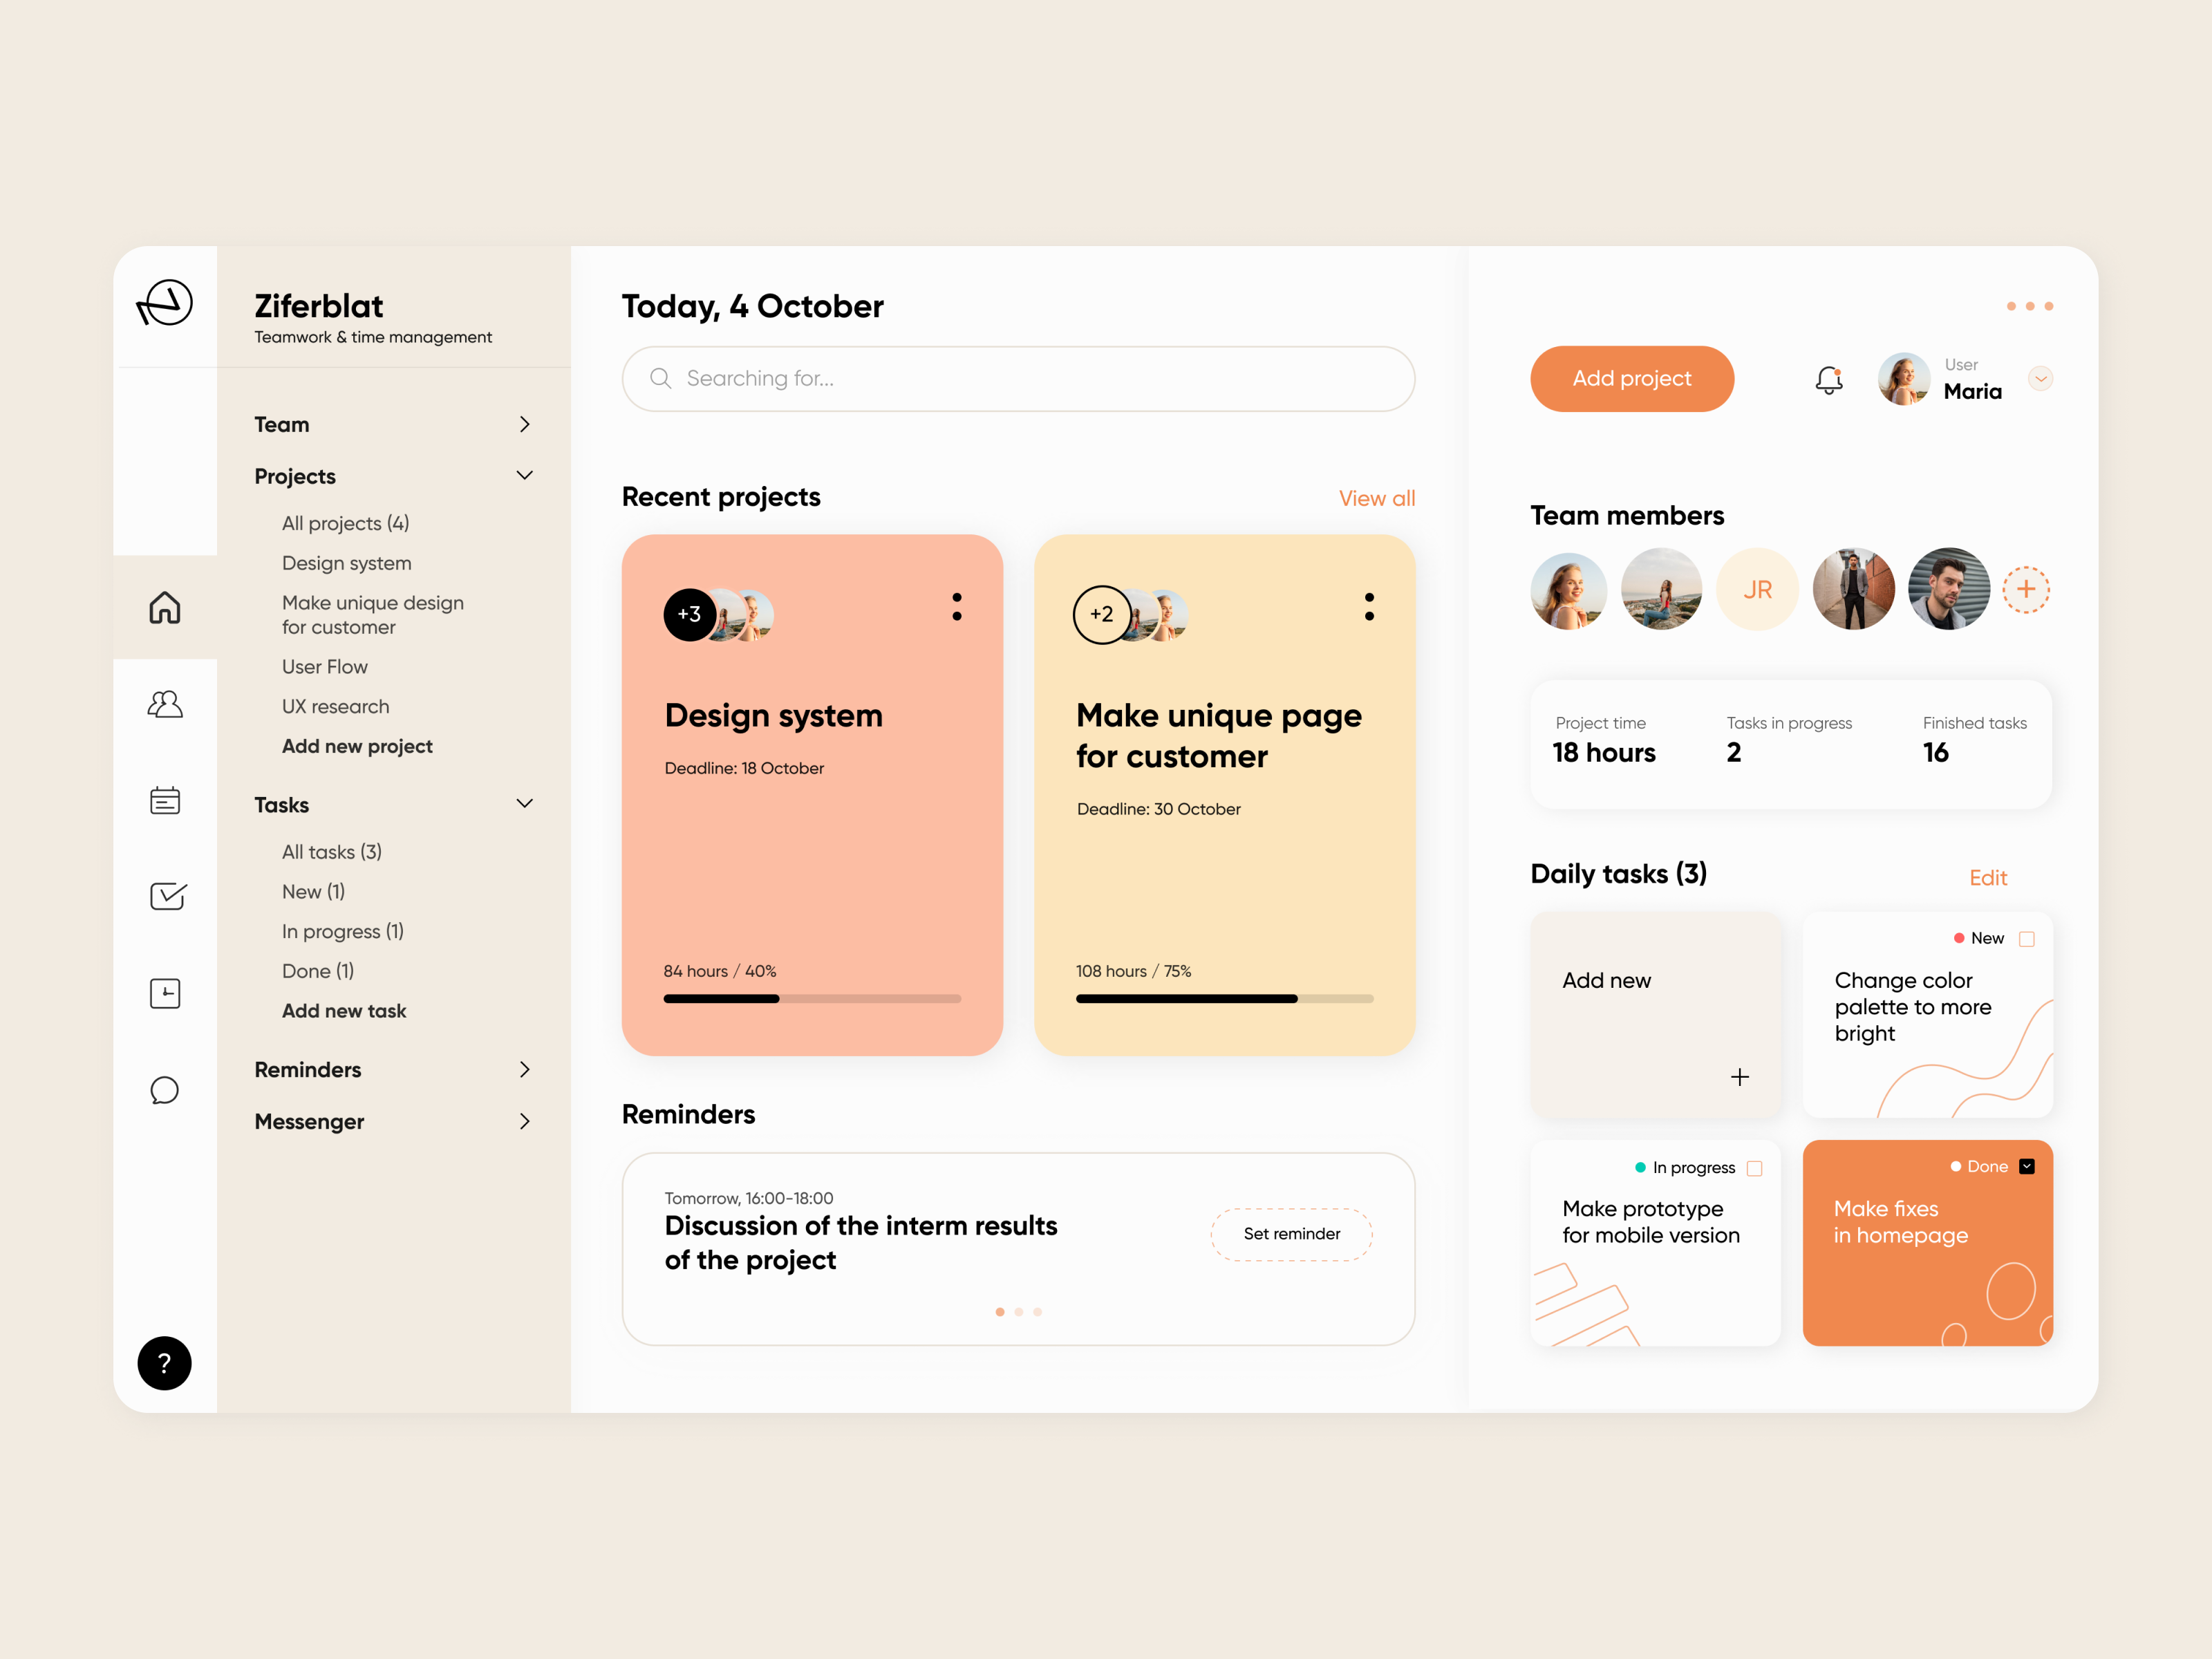 Ziferblat
Teamwork & time management
Team
Projects
All projects (4)
Design system
Make unique design
for customer
User Flow
UX research
Add new project
Tasks
All tasks (3)
New (1)
In progress (1)
Done (1)
Add new task
Reminders
Messenger
?
Today, 4 October
Searching for...
Recent projects
View all
+3
Design system
Deadline: 18 October
84 hours / 40%
+2
Make unique page
for customer
Deadline: 30 October
108 hours / 75%
Reminders
Tomorrow, 16:00-18:00
Discussion of the interm results
of the project
Set reminder
Add project
User
Maria
Team members
JR
Project time
18 hours
Tasks in progress
2
Finished tasks
16
Daily tasks (3)
Edit
Add new
New
Change color
palette to more
bright
In progress
Make prototype
for mobile version
Done
Make fixes
in homepage